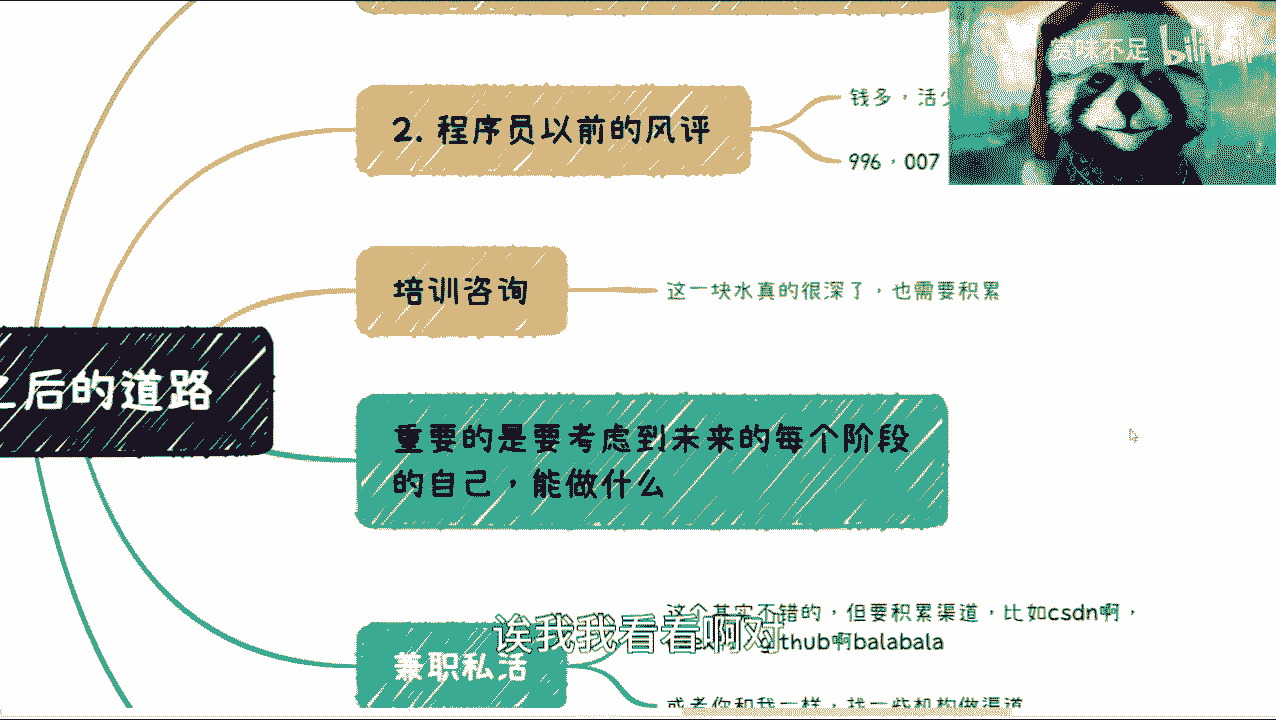 赏味不足 bilibili
2. 程序员以前的风评
钱多，活
996，007
培训咨询
这一块水真的很深了，也需要积累
之后的道路
重要的是要考虑到未来的每个阶段
的自己，能做什么
兼职私活
这个其实不错的，但要积累渠道，比如csdn啊，
thub啊balabala
诶我我看看啊对
或者你和我一样，找一些机构做渠道